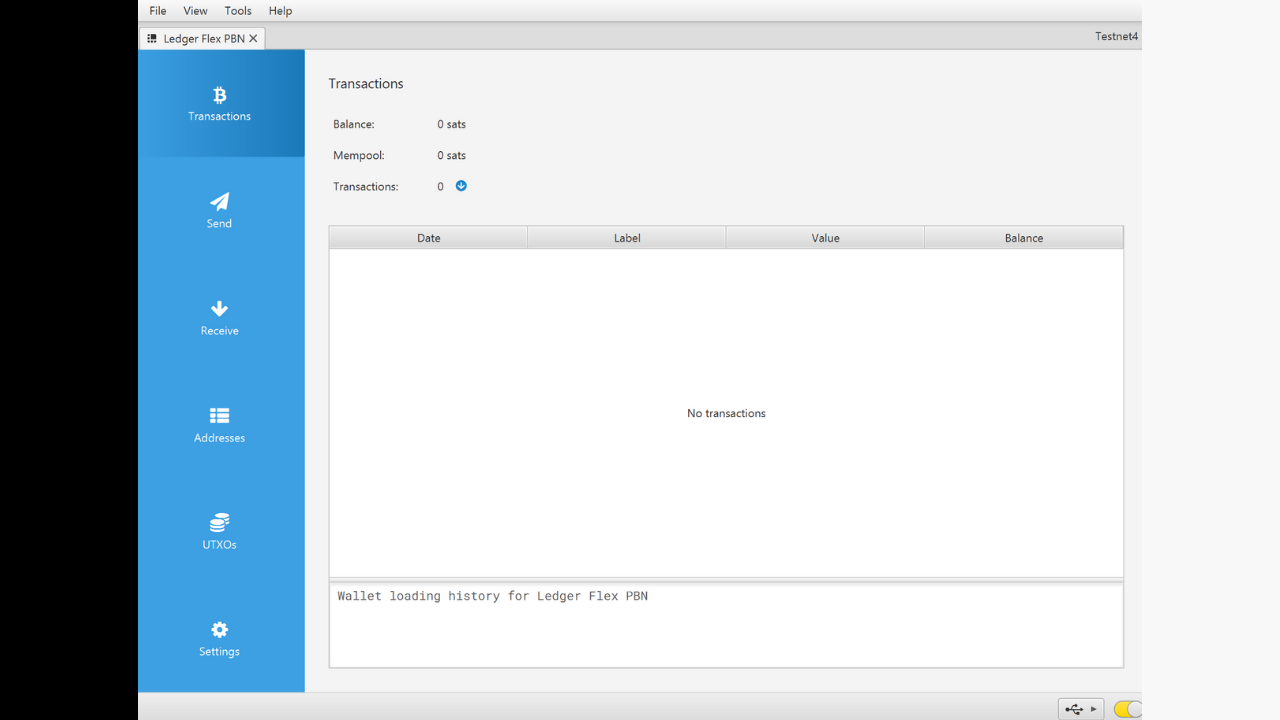 File View Tools Help
Ledger Flex PBN
Testnet4
Transactions
Send
Receive
Addresses
UTXOs
Settings
Transactions
Balance: 0 sats
Mempool: 0 sats
Transactions: 0
Date Label Value Balance
No transactions
Wallet loading history for Ledger Flex PBN